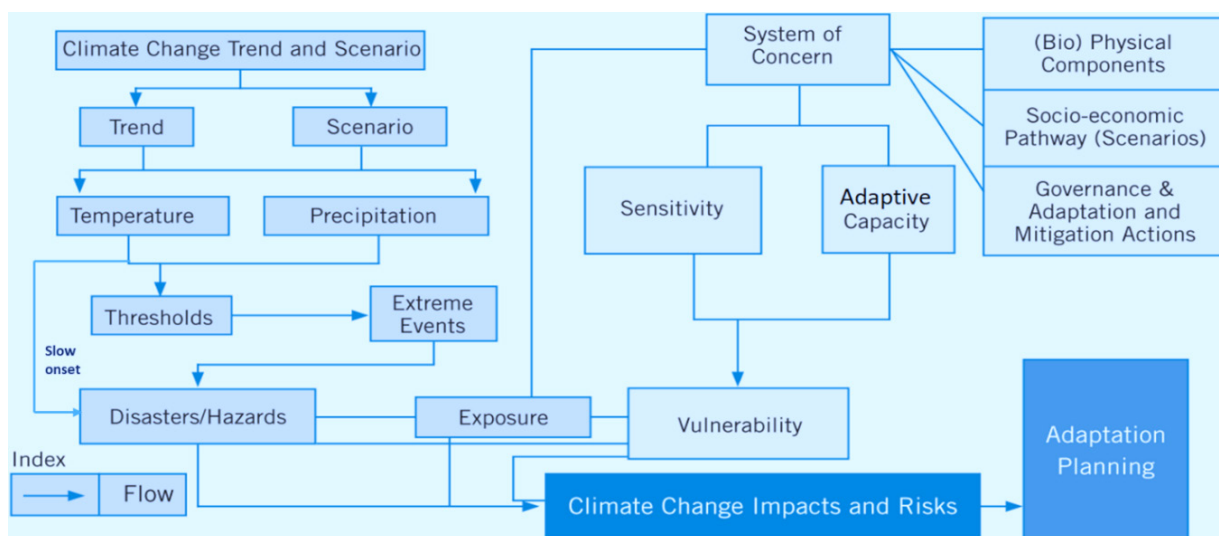 Climate Change Trend and Scenario
Trend
Scenario
Temperature
Precipitation
Thresholds
Extreme
Events
Slow
onset
Disasters/Hazards
Exposure
Index
Flow
System of
Concern
(Bio) Physical
Components
Socio-economic
Pathway (Scenarios)
Governance &
Adaptation and
Mitigation Actions
Sensitivity
Adaptive
Capacity
Vulnerability
Climate Change Impacts and Risks
Adaptation
Planning